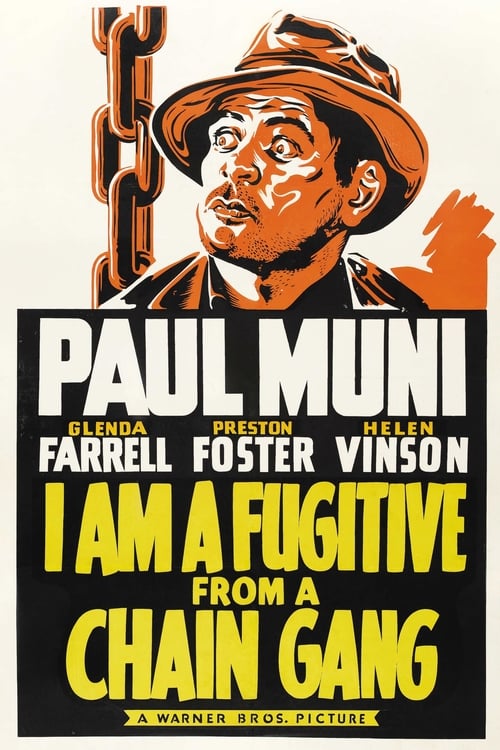 PAUL MUNI
GLENDA PRESTON HELEN
FARRELL FOSTER VINSON
I AM A FUGITIVE
FROM A
CHAIN GANG
A WARNER BROS. PICTURE